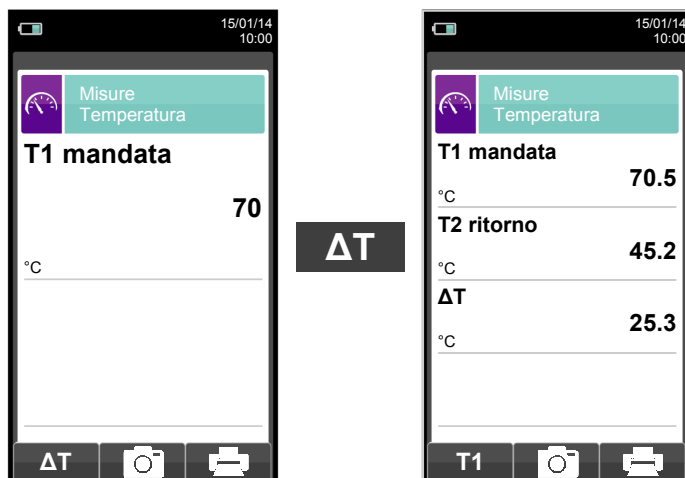 15/01/14
10:00
Misure
Temperatura
T1 mandata
70
°C
ΔT
ΔT
15/01/14
10:00
Misure
Temperatura
T1 mandata
70.5
°C
T2 ritorno
45.2
°C
ΔT
25.3
°C
T1